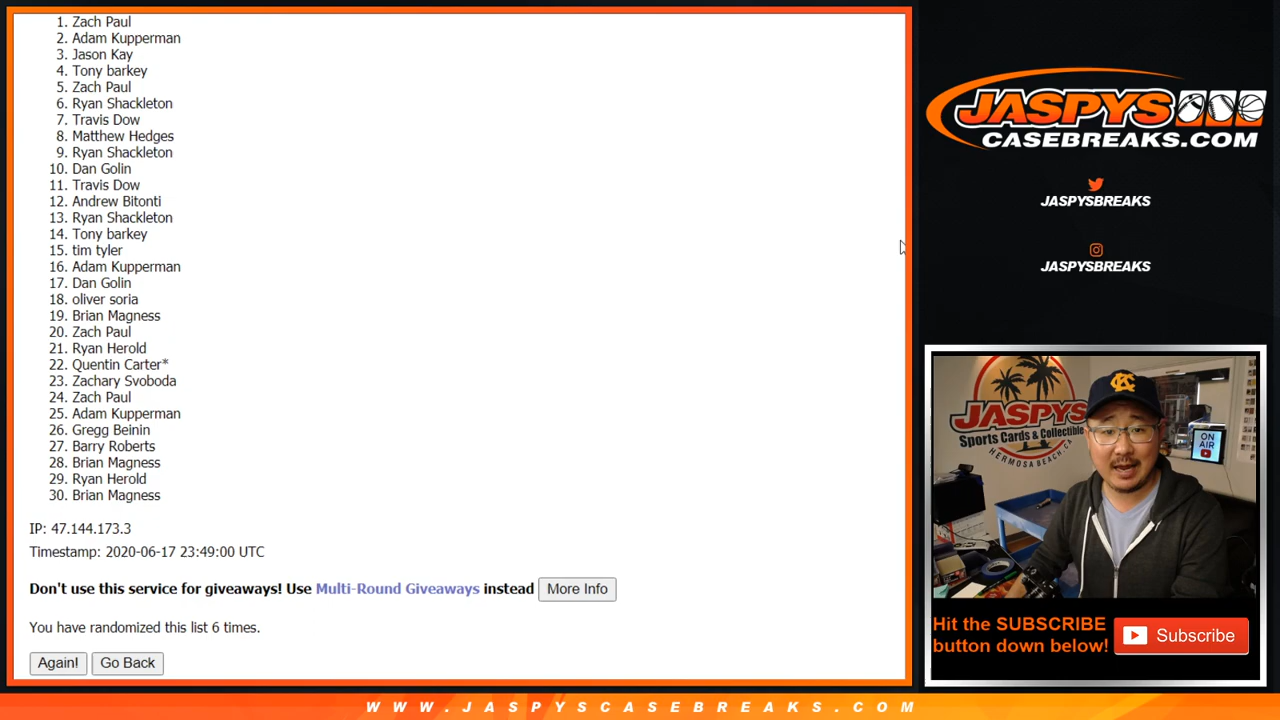 1. Zach Paul
2. Adam Kupperman
3. Jason Kay
4. Tony barkey
5. Zach Paul
6. Ryan Shackleton
7. Travis Dow
8. Matthew Hedges
9. Ryan Shackleton
10. Dan Golin
11. Travis Dow
12. Andrew Bitonti
13. Ryan Shackleton
14. Tony barkey
15. tim tyler
16. Adam Kupperman
17. Dan Golin
18. oliver soria
19. Brian Magness
20. Zach Paul
21. Ryan Herold
22. Quentin Carter*
23. Zachary Svoboda
24. Zach Paul
25. Adam Kupperman
26. Gregg Beinin
27. Barry Roberts
28. Brian Magness
29. Ryan Herold
30. Brian Magness
IP: 47.144.173.3
Timestamp: 2020-06-17 23:49:00 UTC
Don't use this service for giveaways! Use Multi-Round Giveaways instead More Info
You have randomized this list 6 times.
Again! Go Back
JASPYS
CASEBREAKS.COM
JASPYSBREAKS
JASPYSBREAKS
JASPYS
Sports Cards & Collectible
HERMOSA BEACH, CA
KC
ON
AIR
Hit the SUBSCRIBE
button down below!
Subscribe
WWW.JASPYSCASEBREAKS.COM